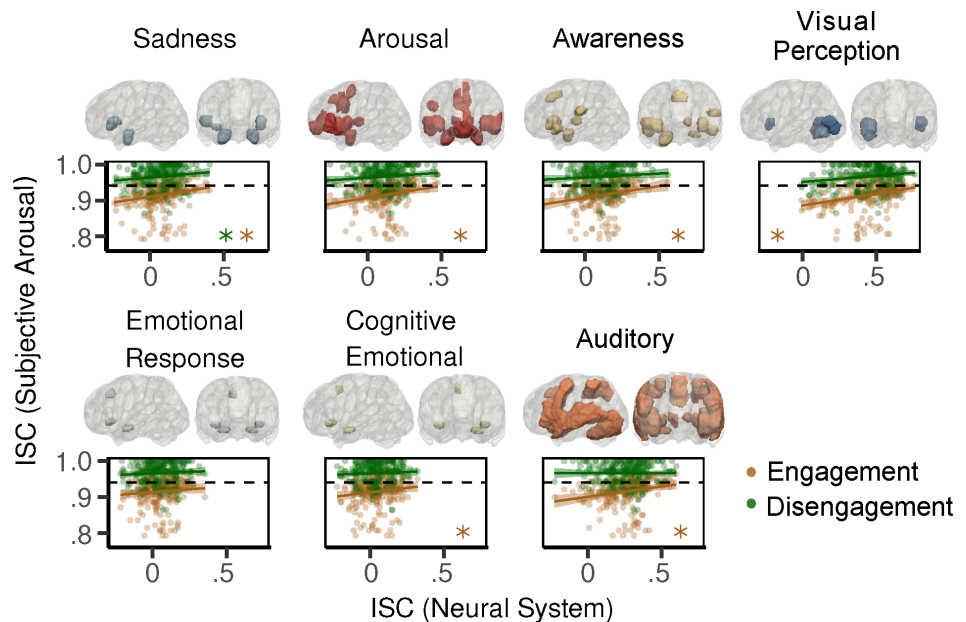 Sadness
Arousal
Awareness
Visual
Perception
ISC (Subjective Arousal)
1.0
.9
.8
* *
*
*
*
0 .5
0 .5
0 .5
0 .5
Emotional
Response
Cognitive
Emotional
Auditory
1.0
.9
.8
*
*
0 .5
0 .5
0 .5
Engagement
Disengagement
ISC (Neural System)